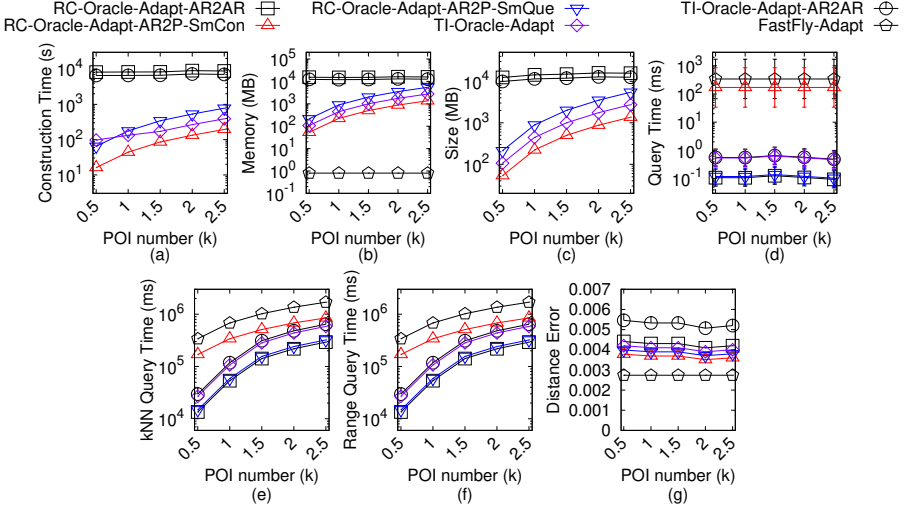 RC-Oracle-Adapt-AR2AR
RC-Oracle-Adapt-AR2P-SmQue
TI-Oracle-Adapt-AR2AR
RC-Oracle-Adapt-AR2P-SmCon
TI-Oracle-Adapt
FastFly-Adapt
Construction Time (s)
10^4
10^3
10^2
10^1
0.5 1 1.5 2 2.5
POI number (k)
(a)
Memory (MB)
10^5
10^4
10^3
10^2
10^1
10^0
10^-1
0.5 1 1.5 2 2.5
POI number (k)
(b)
Size (MB)
10^4
10^3
10^2
0.5 1 1.5 2 2.5
POI number (k)
(c)
Query Time (ms)
10^3
10^2
10^1
10^0
10^-1
0.5 1 1.5 2 2.5
POI number (k)
(d)
kNN Query Time (ms)
10^6
10^5
10^4
0.5 1 1.5 2 2.5
POI number (k)
(e)
Range Query Time (ms)
10^6
10^5
10^4
0.5 1 1.5 2 2.5
POI number (k)
(f)
Distance Error
0.007
0.006
0.005
0.004
0.003
0.002
0.001
0
0.5 1 1.5 2 2.5
POI number (k)
(g)